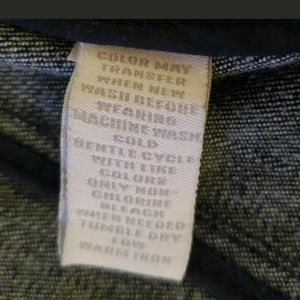 COLOR MAY
TRANSFER
WHEN NEW
WASH BEFORE
WEARING
MACHINE WASH
COLD
GENTLE CYCLE
WITH LIKE
COLORS
ONLY NON-
CHLORINE
BLEACH
WHEN NEEDED
TUMBLE DRY
LOW
WARM IRON